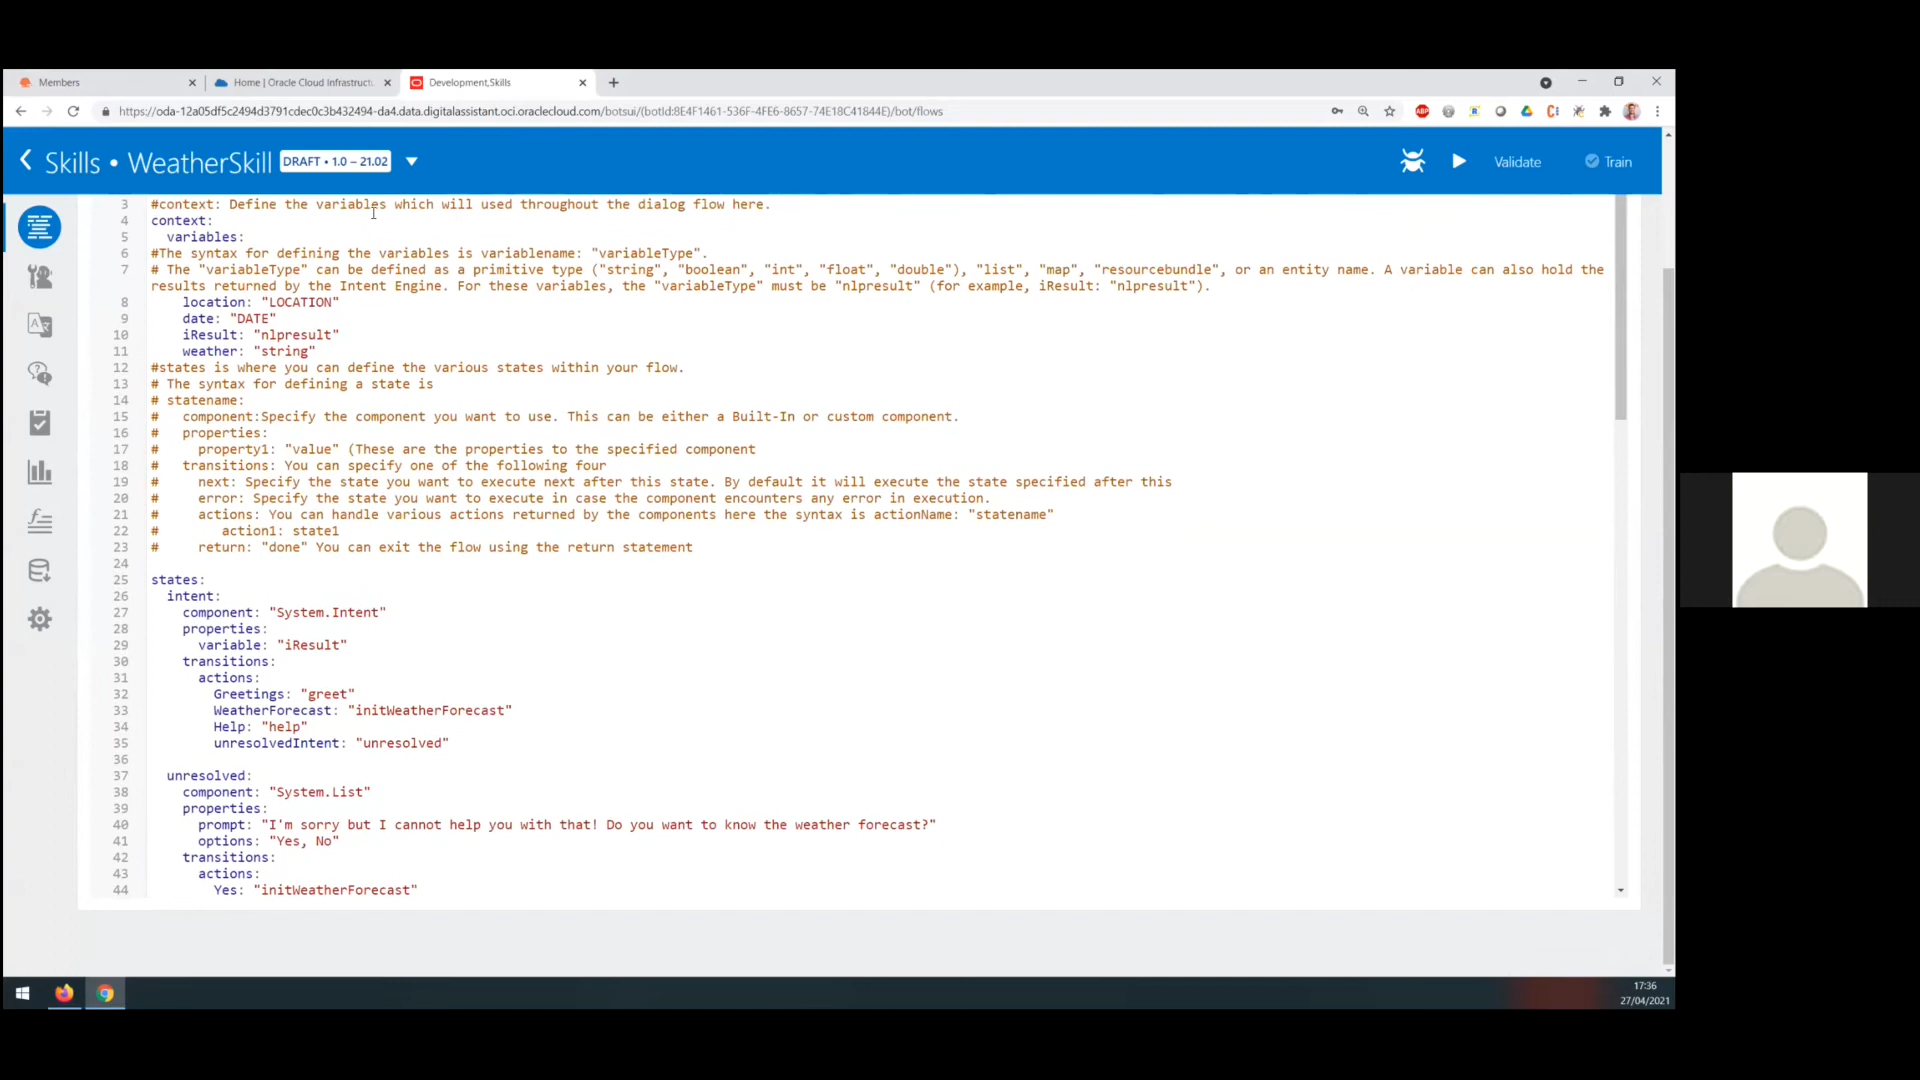 Members
Home | Oracle Cloud Infrastructu
Development,Skills
https://oda-12a05df5c2494d3791cdec0c3b432494-da4.data.digitalassistant.oci.oraclecloud.com/botsui/(botId:8E4F1461-536F-4FE6-8657-74E18C41844E)/bot/flows
ABP
Skills • WeatherSkill DRAFT • 1.0 – 21.02
Validate
Train
3 #context: Define the variables which will used throughout the dialog flow here.
4 context:
5 variables:
6 #The syntax for defining the variables is variablename: "variableType".
7 # The "variableType" can be defined as a primitive type ("string", "boolean", "int", "float", "double"), "list", "map", "resourcebundle", or an entity name. A variable can also hold the
results returned by the Intent Engine. For these variables, the "variableType" must be "nlpresult" (for example, iResult: "nlpresult").
8 location: "LOCATION"
9 date: "DATE"
10 iResult: "nlpresult"
11 weather: "string"
12 #states is where you can define the various states within your flow.
13 # The syntax for defining a state is
14 # statename:
15 # component:Specify the component you want to use. This can be either a Built-In or custom component.
16 # properties:
17 # property1: "value" (These are the properties to the specified component
18 # transitions: You can specify one of the following four
19 # next: Specify the state you want to execute next after this state. By default it will execute the state specified after this
20 # error: Specify the state you want to execute in case the component encounters any error in execution.
21 # actions: You can handle various actions returned by the components here the syntax is actionName: "statename"
22 # action1: state1
23 # return: "done" You can exit the flow using the return statement
24
25 states:
26 intent:
27 component: "System.Intent"
28 properties:
29 variable: "iResult"
30 transitions:
31 actions:
32 Greetings: "greet"
33 WeatherForecast: "initWeatherForecast"
34 Help: "help"
35 unresolvedIntent: "unresolved"
36
37 unresolved:
38 component: "System.List"
39 properties:
40 prompt: "I'm sorry but I cannot help you with that! Do you want to know the weather forecast?"
41 options: "Yes, No"
42 transitions:
43 actions:
44 Yes: "initWeatherForecast"
17:36
27/04/2021